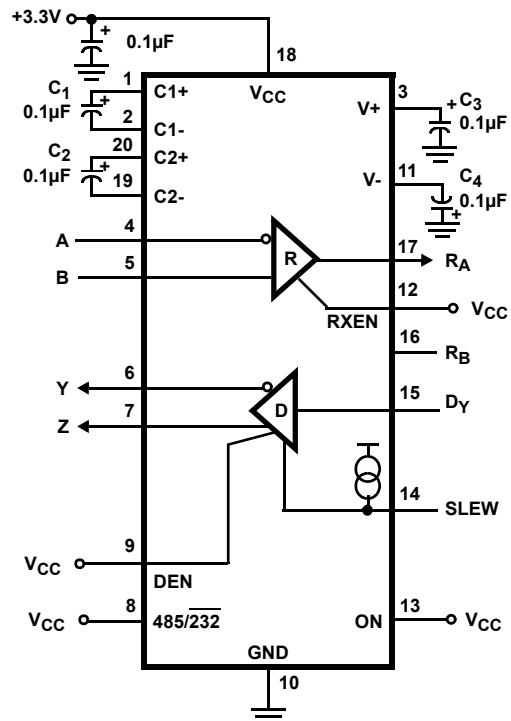 +3.3V
+ 0.1µF
18
1
C1
0.1µF
+
2
C2
0.1µF
+
20
19
C1+
C1-
C2+
C2-
VCC
V+
V-
3
+ C3
0.1µF
11
C4
0.1µF
+
A
4
B
5
R
17
RA
12
VCC
RXEN
16
RB
Y
6
Z
7
D
15
DY
14
SLEW
9
VCC
DEN
8
VCC
485/232
ON
13
VCC
GND
10